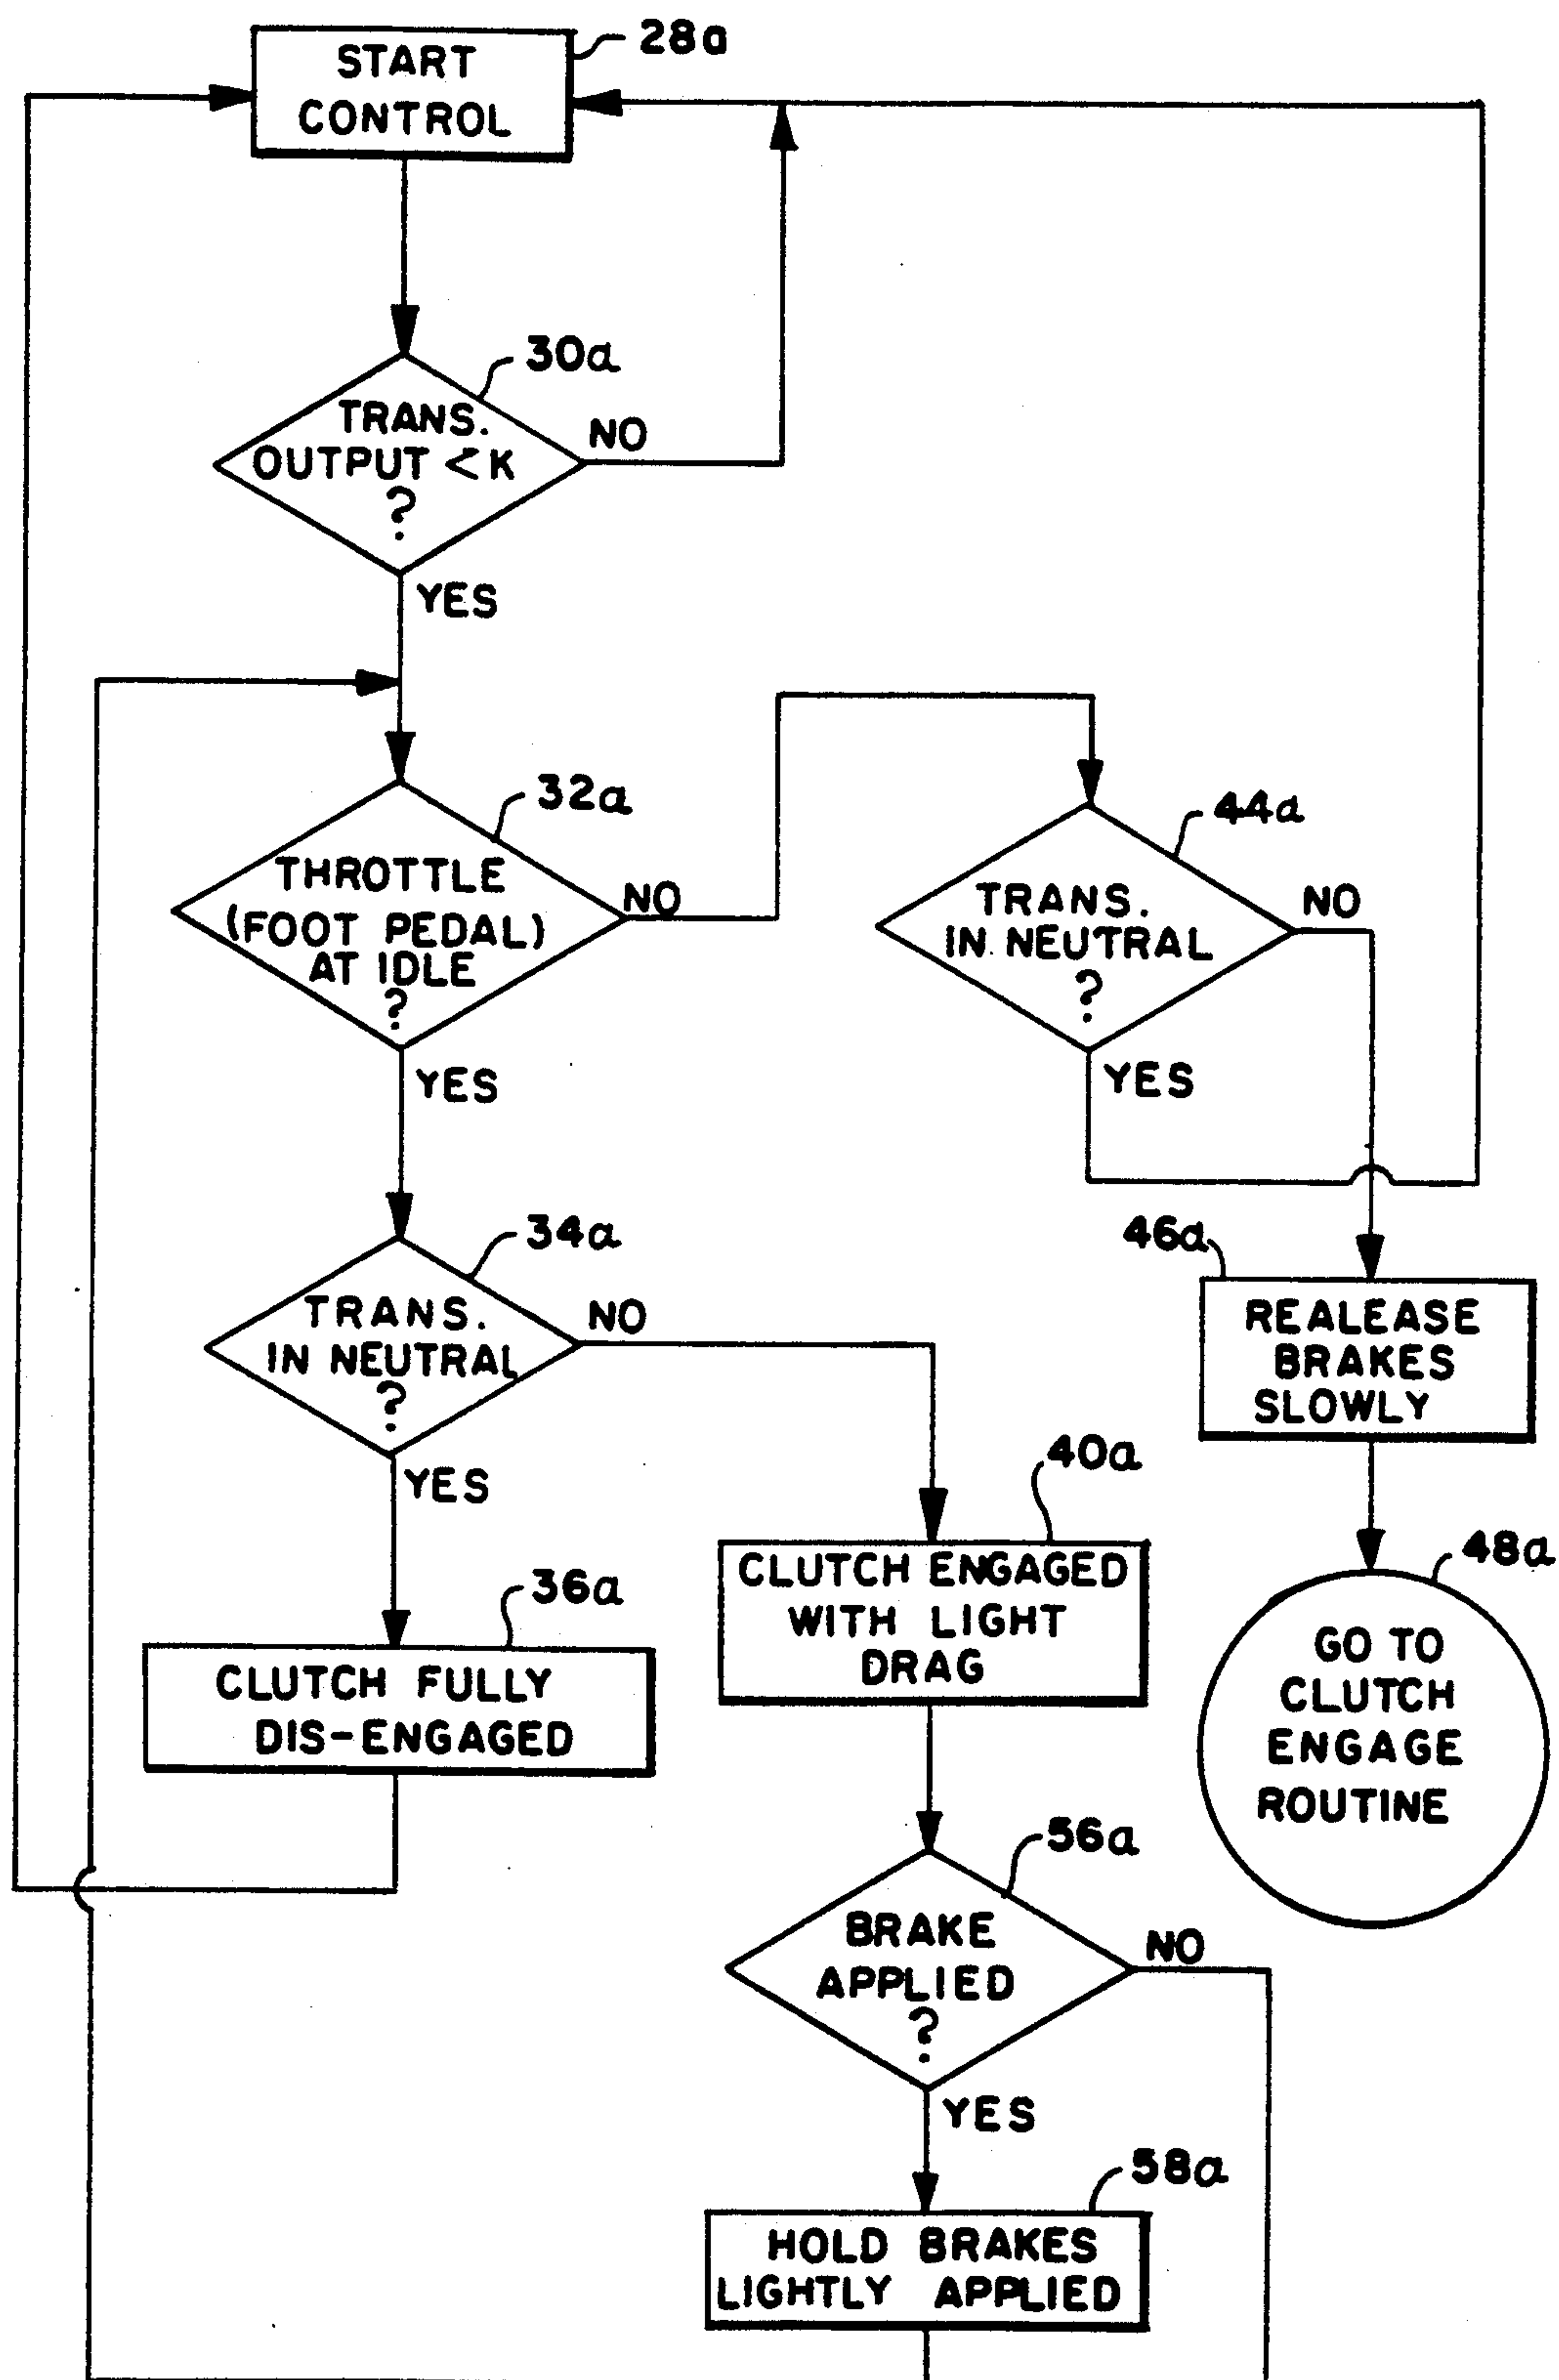 START
CONTROL
28a
TRANS.
OUTPUT <K
?
30a
NO
YES
THROTTLE
(FOOT PEDAL)
AT IDLE
?
32a
NO
YES
TRANS.
IN NEUTRAL
?
44a
NO
YES
TRANS.
IN NEUTRAL
?
34a
NO
YES
46a
REALEASE
BRAKES
SLOWLY
CLUTCH ENGAGED
WITH LIGHT
DRAG
40a
CLUTCH FULLY
DIS-ENGAGED
36a
GO TO
CLUTCH
ENGAGE
ROUTINE
48a
BRAKE
APPLIED
?
56a
NO
YES
HOLD BRAKES
LIGHTLY APPLIED
58a